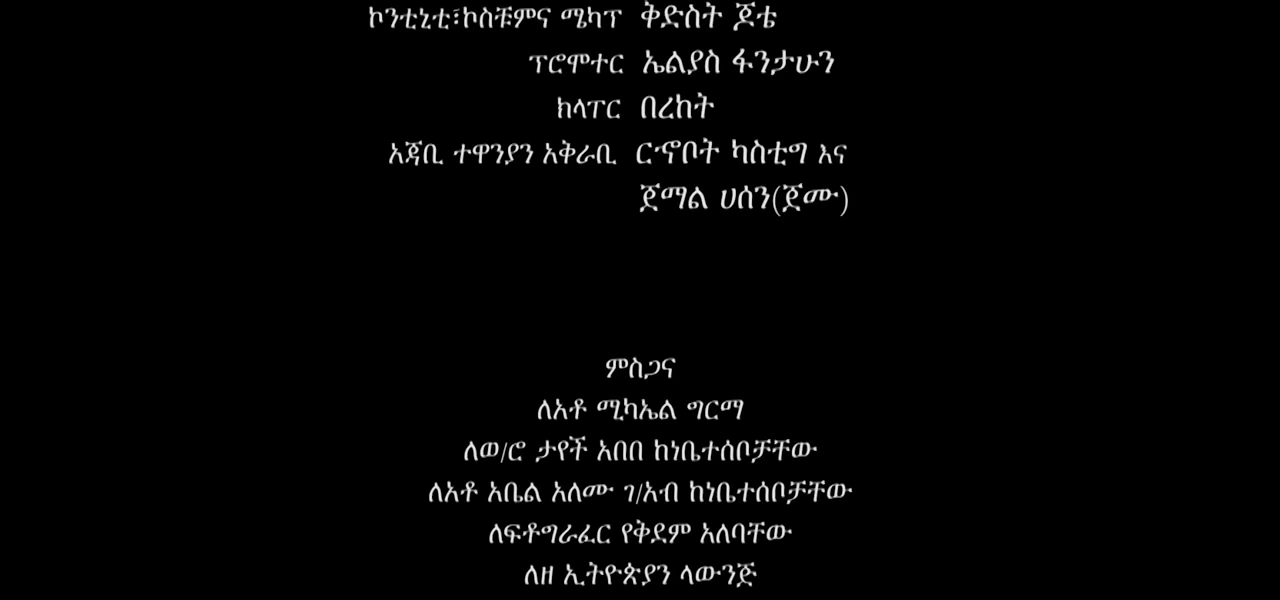 ኮንቲኒቲ፣ኮስቹምና ሜካፕ ቅድስት ጆቴ
ፕሮሞተር ኤልያስ ፋንታሁን
ክላፐር በረከት
አጃቢ ተዋንያን አቅራቢ ርኆቦት ካስቲግ እና
ጀማል ሀሰን(ጀሙ)
ምስጋና
ለአቶ ሚካኤል ግርማ
ለወ/ሮ ታየች አበበ ከነቤተሰቦቻቸው
ለአቶ አቤል አለሙ ገ/አብ ከነቤተሰቦቻቸው
ለፍቶግራፈር የቅደም አለባቸው
ለዘ ኢትዮጵያን ላውንጅ